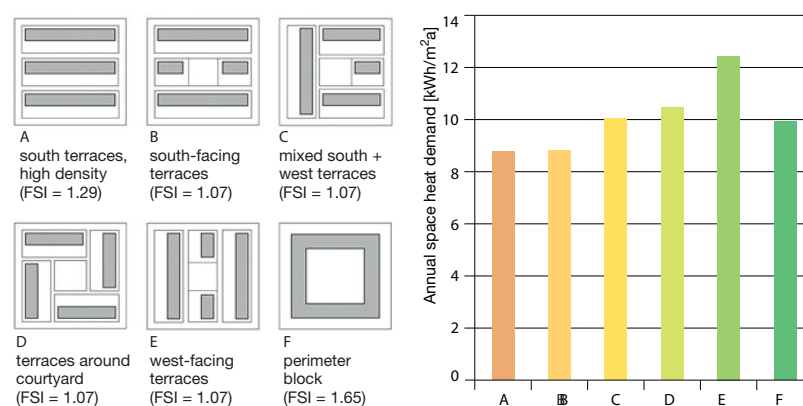 A
south terraces,
high density
(FSI = 1.29)
B
south-facing
terraces
(FSI = 1.07)
C
mixed south +
west terraces
(FSI = 1.07)
D
terraces around
courtyard
(FSI = 1.07)
E
west-facing
terraces
(FSI = 1.07)
F
perimeter
block
(FSI = 1.65)
Annual space heat demand [kWh/m²a]
14
12
10
8
6
4
2
0
A
B
C
D
E
F